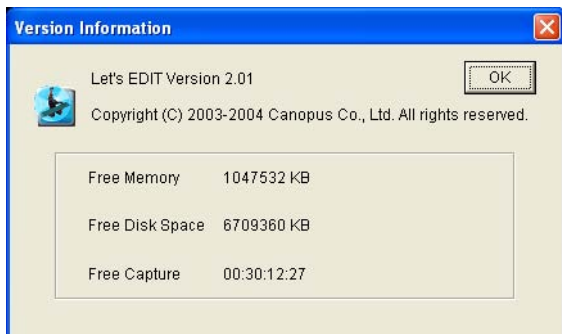 Version Information
Let's EDIT Version 2.01
OK
Copyright (C) 2003-2004 Canopus Co., Ltd. All rights reserved.
Free Memory 1047532 KB
Free Disk Space 6709360 KB
Free Capture 00:30:12:27